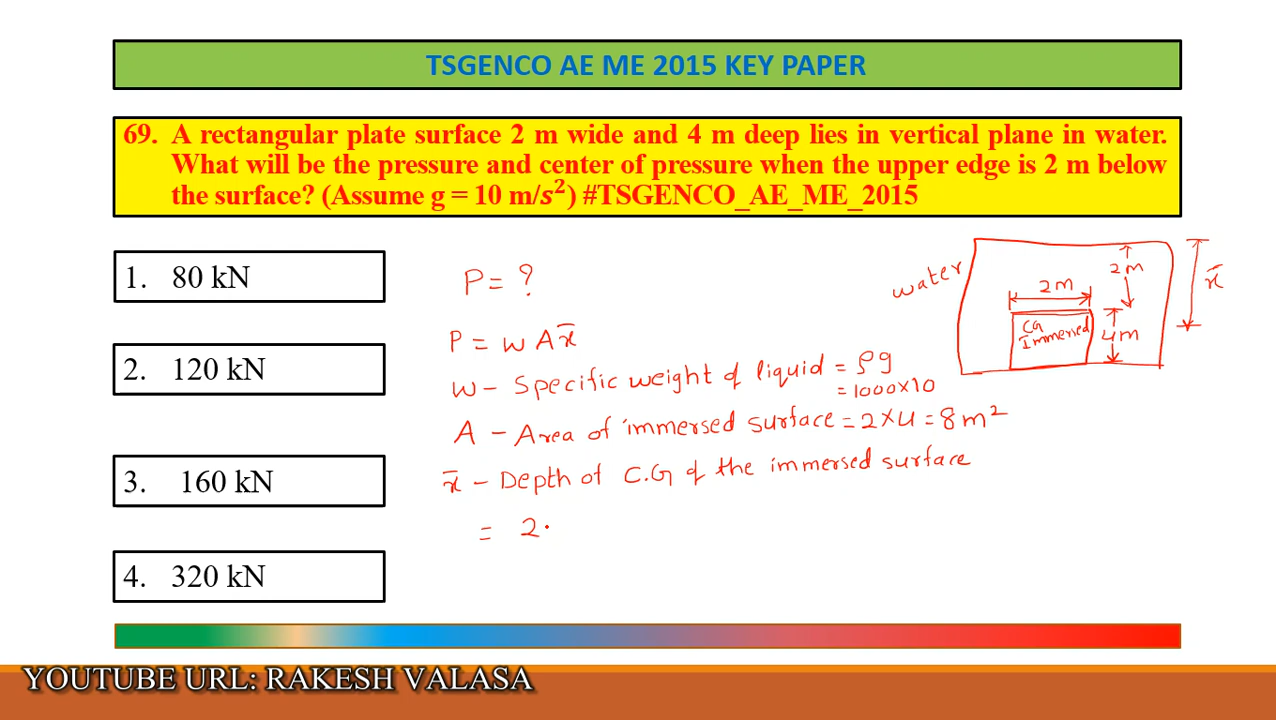 TSGENCO AE ME 2015 KEY PAPER
69. A rectangular plate surface 2 m wide and 4 m deep lies in vertical plane in water.
What will be the pressure and center of pressure when the upper edge is 2 m below
the surface? (Assume g = 10 m/s²) #TSGENCO_AE_ME_2015
1. 80 kN
2. 120 kN
3. 160 kN
4. 320 kN
P = ?
P = w A x̄
w – Specific weight of liquid = ρg
= 1000×10
A – Area of immersed surface = 2×4 = 8 m²
x̄ – Depth of C.G of the immersed surface
= 2.
water
2 m
x̄
2 m
CG
Immersed
4 m
YOUTUBE URL: RAKESH VALASA